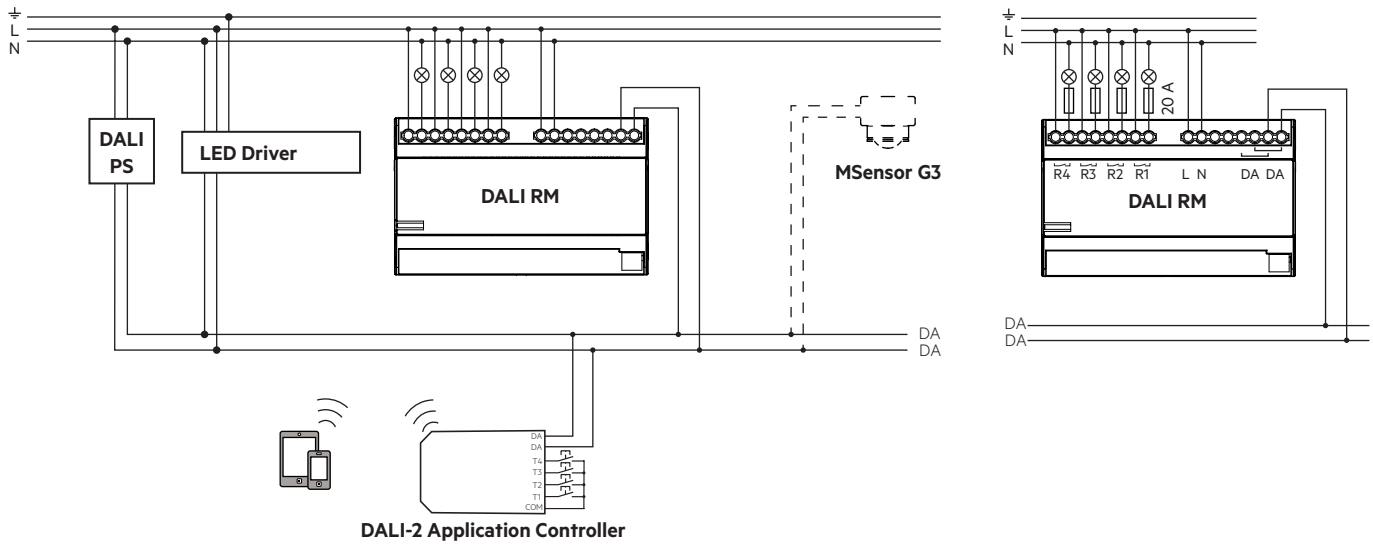 L
N
DALI
PS
LED Driver
DALI RM
MSensor G3
DA
DA
DA
DA
T4
T3
T2
T1
COM
DALI-2 Application Controller
L
N
20 A
R4 R3 R2 R1 L N DA DA
DALI RM
DA
DA